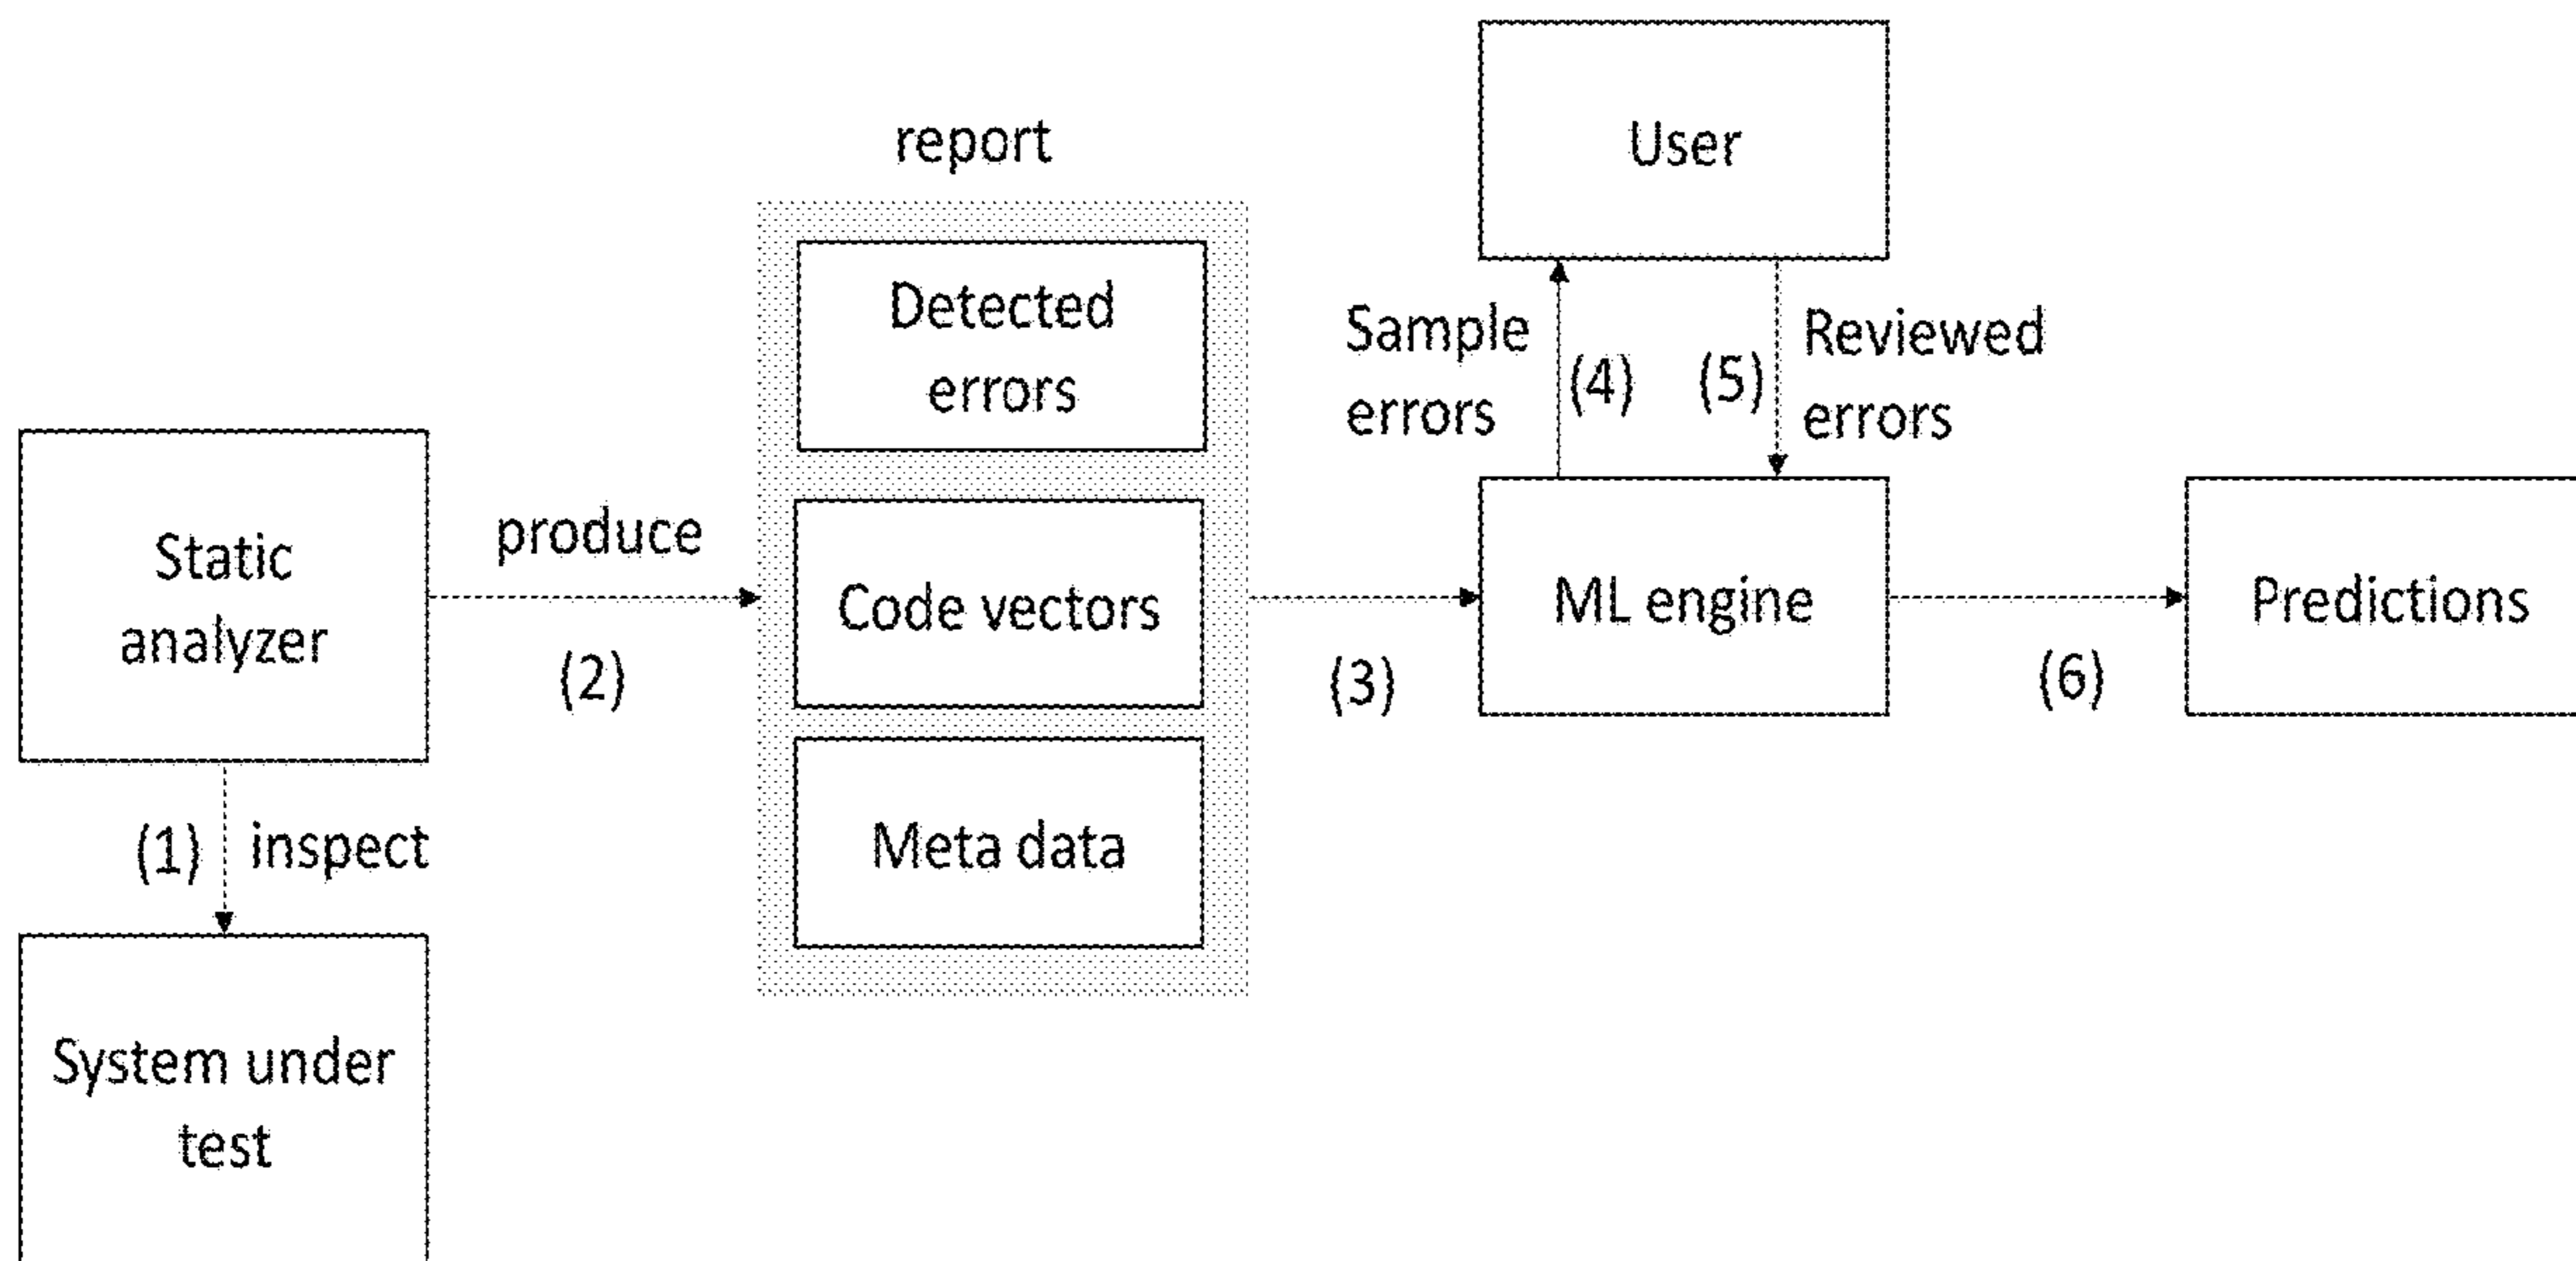 report
User
Detected
errors
Sample
errors
(4)
(5)
Reviewed
errors
Static
analyzer
produce
(2)
Code vectors
(3)
ML engine
(6)
Predictions
(1)
inspect
Meta data
System under
test